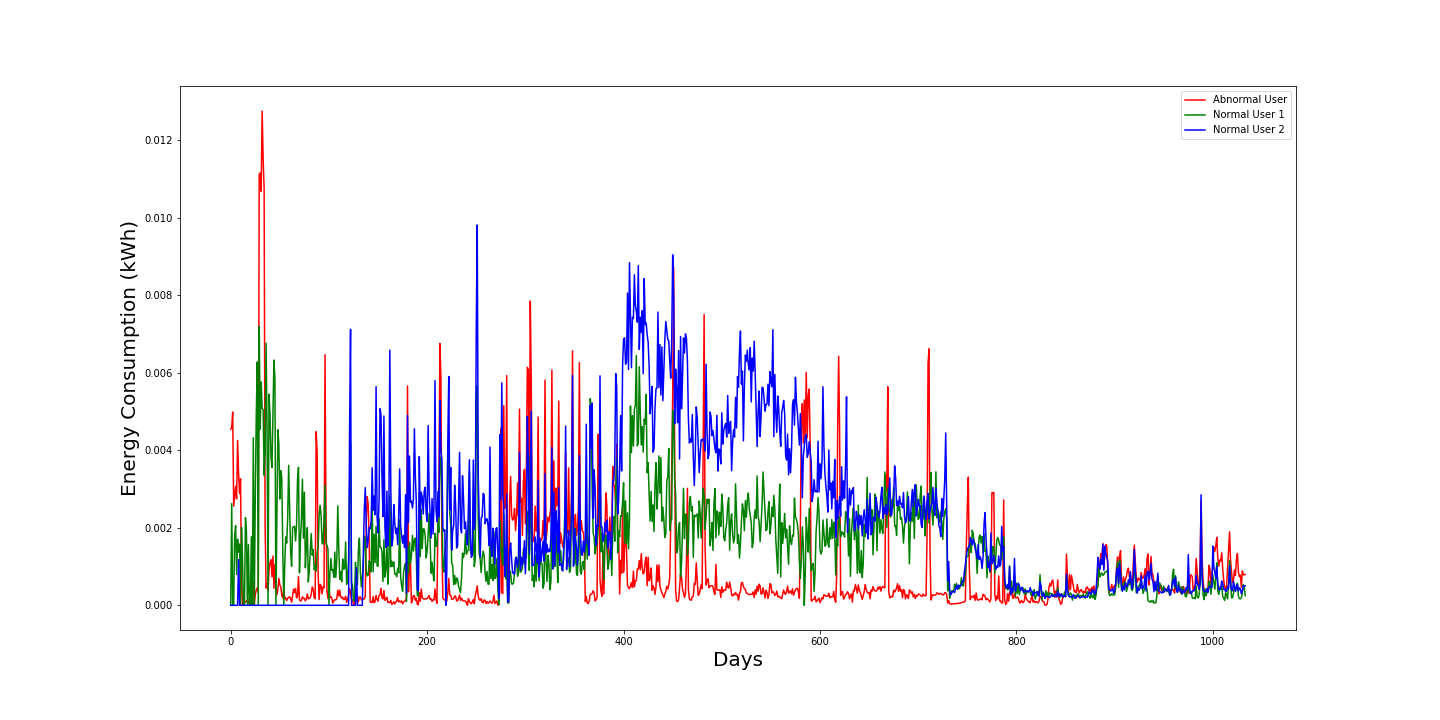 Abnormal User
Normal User 1
Normal User 2
0.012
0.010
0.008
0.006
0.004
0.002
0.000
Energy Consumption (kWh)
0 200 400 600 800 1000
Days